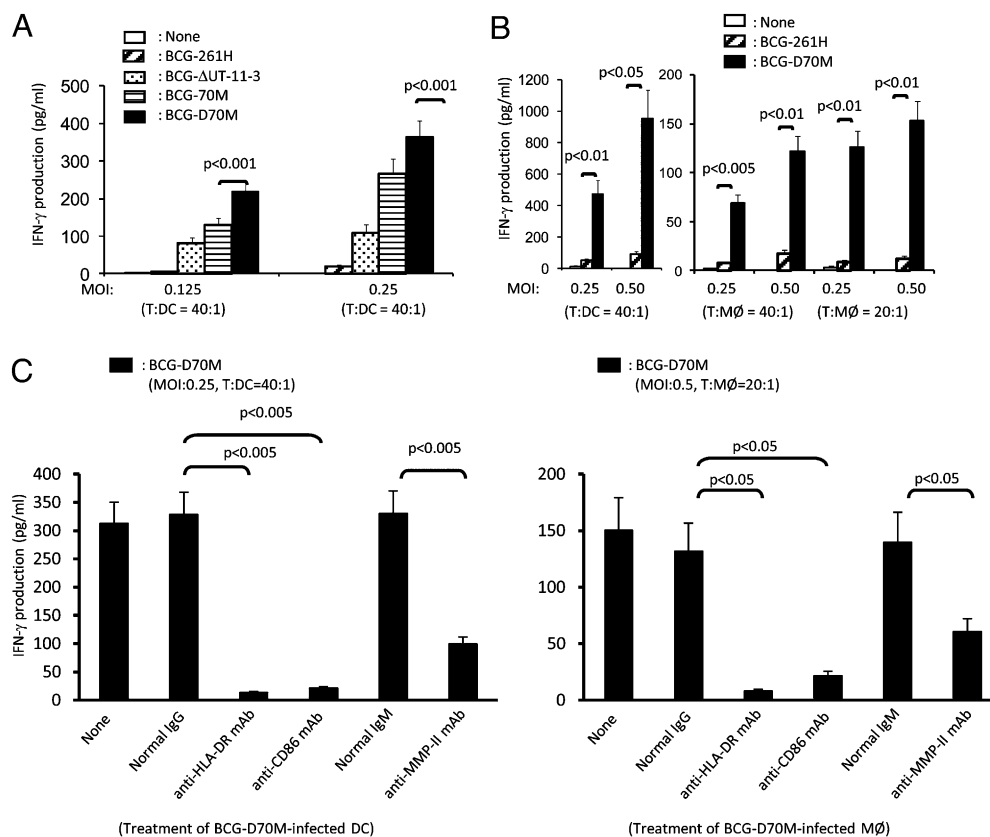 A
: None
: BCG-261H
: BCG-ΔUT-11-3
: BCG-70M
: BCG-D70M
IFN-γ production (pg/ml)
500
400
300
200
100
0
p<0.001
p<0.001
MOI: 0.125 0.25
(T:DC = 40:1) (T:DC = 40:1)
B
: None
: BCG-261H
: BCG-D70M
IFN-γ production (pg/ml)
1200
1000
800
600
400
200
0
p<0.01
p<0.05
200
150
100
50
0
p<0.005
p<0.01
p<0.01
p<0.01
MOI: 0.25 0.50 0.25 0.50 0.25 0.50
(T:DC = 40:1) (T:MØ = 40:1) (T:MØ = 20:1)
C
: BCG-D70M
(MOI:0.25, T:DC=40:1)
p<0.005
p<0.005
p<0.005
IFN-γ production (pg/ml)
400
350
300
250
200
150
100
50
0
None
Normal IgG
anti-HLA-DR mAb
anti-CD86 mAb
Normal IgM
anti-MMP-II mAb
(Treatment of BCG-D70M-infected DC)
: BCG-D70M
(MOI:0.5, T:MØ=20:1)
p<0.05
p<0.05
p<0.05
200
150
100
50
0
None
Normal IgG
anti-HLA-DR mAb
anti-CD86 mAb
Normal IgM
anti-MMP-II mAb
(Treatment of BCG-D70M-infected MØ)